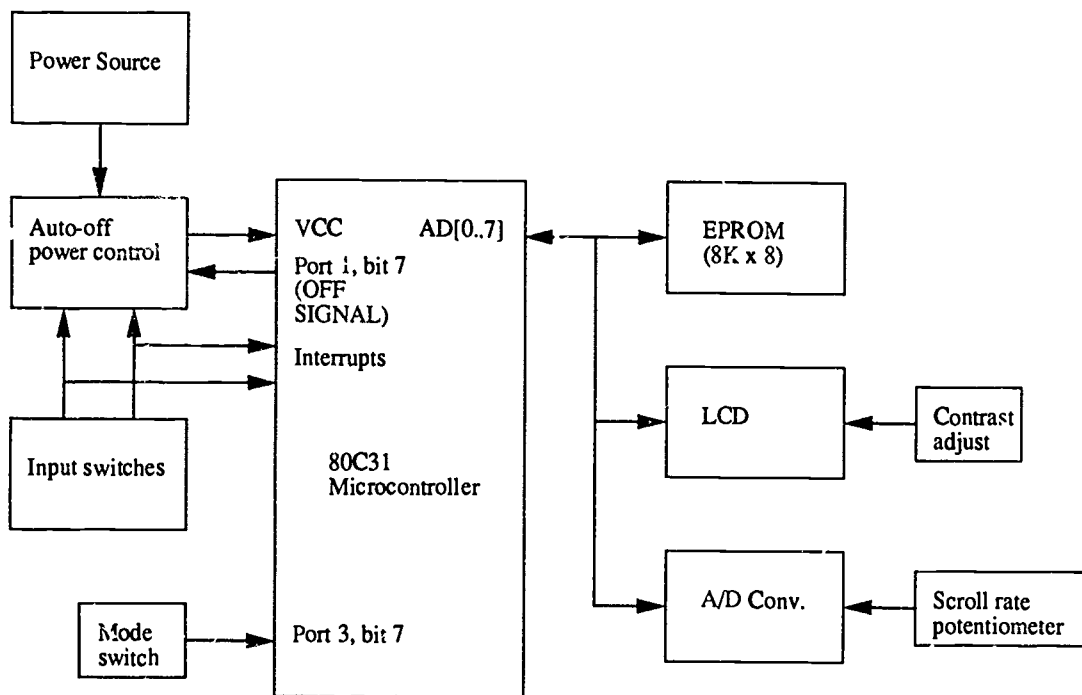 Power Source
Auto-off
power control
VCC
AD[0..7]
Port 1, bit 7
(OFF
SIGNAL)
Interrupts
Input switches
80C31
Microcontroller
Mode
switch
Port 3, bit 7
EPROM
(8K x 8)
LCD
Contrast
adjust
A/D Conv.
Scroll rate
potentiometer